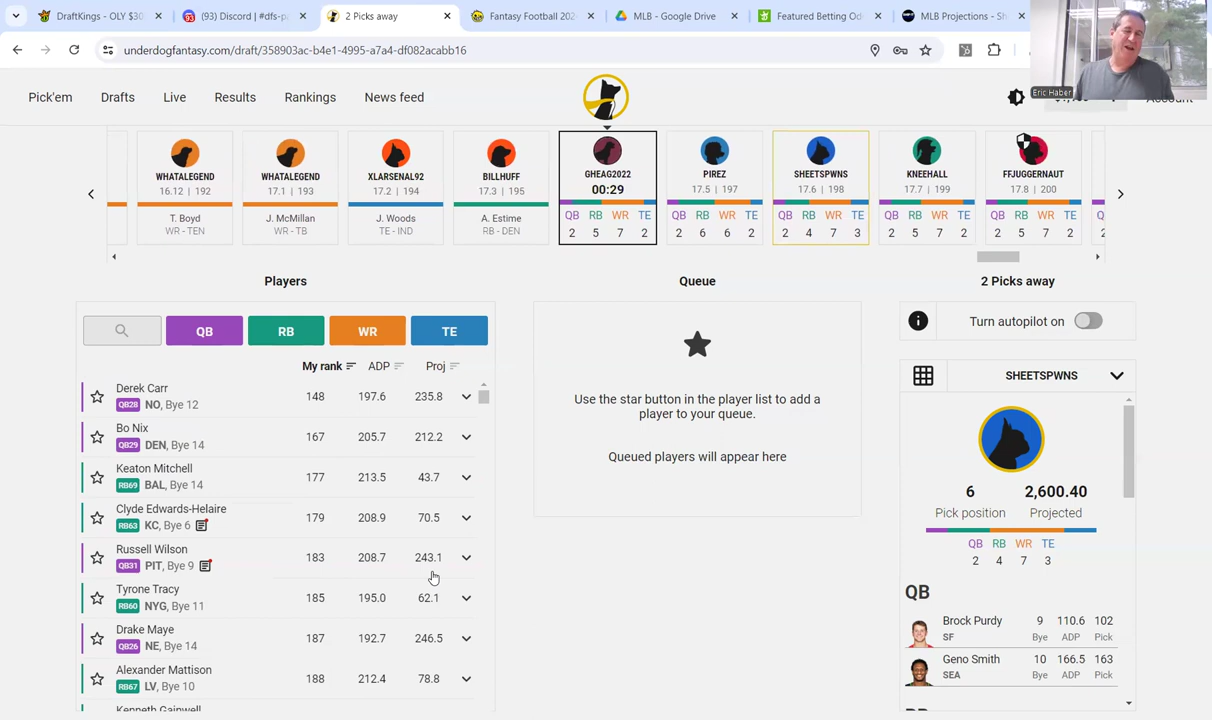 DraftKings - OLY $30
(93) Discord | #dfs-p
2 Picks away
Fantasy Football 202
MLB - Google Drive
Featured Betting Od
MLB Projections - Sh
underdogfantasy.com/draft/358903ac-b4e1-4995-a7a4-df082acabb16
Eric Haber
Pick'em
Drafts
Live
Results
Rankings
News feed
Account
WHATALEGEND
16.12 | 192
T. Boyd
WR - TEN
WHATALEGEND
17.1 | 193
J. McMillan
WR - TB
XLARSENAL92
17.2 | 194
J. Woods
TE - IND
BILLHUFF
17.3 | 195
A. Estime
RB - DEN
GHEAG2022
00:29
QB RB WR TE
2 5 7 2
PIREZ
17.5 | 197
QB RB WR TE
2 6 6 2
SHEETSPWNS
17.6 | 198
QB RB WR TE
2 4 7 3
KNEEHALL
17.7 | 199
QB RB WR TE
2 5 7 2
FFJUGGERNAUT
17.8 | 200
QB RB WR TE
2 5 7 2
Players
QB
RB
WR
TE
My rank ADP Proj
Derek Carr
QB28 NO, Bye 12
148 197.6 235.8
Bo Nix
QB29 DEN, Bye 14
167 205.7 212.2
Keaton Mitchell
RB69 BAL, Bye 14
177 213.5 43.7
Clyde Edwards-Helaire
RB63 KC, Bye 6
179 208.9 70.5
Russell Wilson
QB31 PIT, Bye 9
183 208.7 243.1
Tyrone Tracy
RB60 NYG, Bye 11
185 195.0 62.1
Drake Maye
QB26 NE, Bye 14
187 192.7 246.5
Alexander Mattison
RB67 LV, Bye 10
188 212.4 78.8
Kenneth Gainwell
Queue
Use the star button in the player list to add a
player to your queue.
Queued players will appear here
2 Picks away
Turn autopilot on
SHEETSPWNS
6 2,600.40
Pick position Projected
QB RB WR TE
2 4 7 3
QB
Brock Purdy 9 110.6 102
SF Bye ADP Pick
Geno Smith 10 166.5 163
SEA Bye ADP Pick